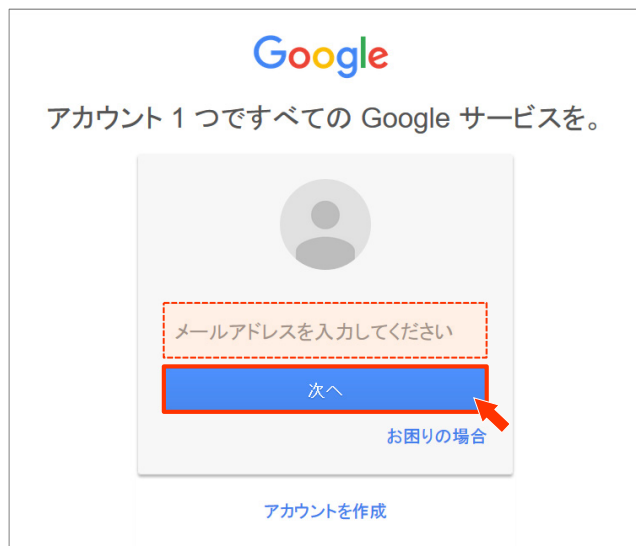 Google
アカウント 1 つですべての Google サービスを。
メールアドレスを入力してください
次へ
お困りの場合
アカウントを作成